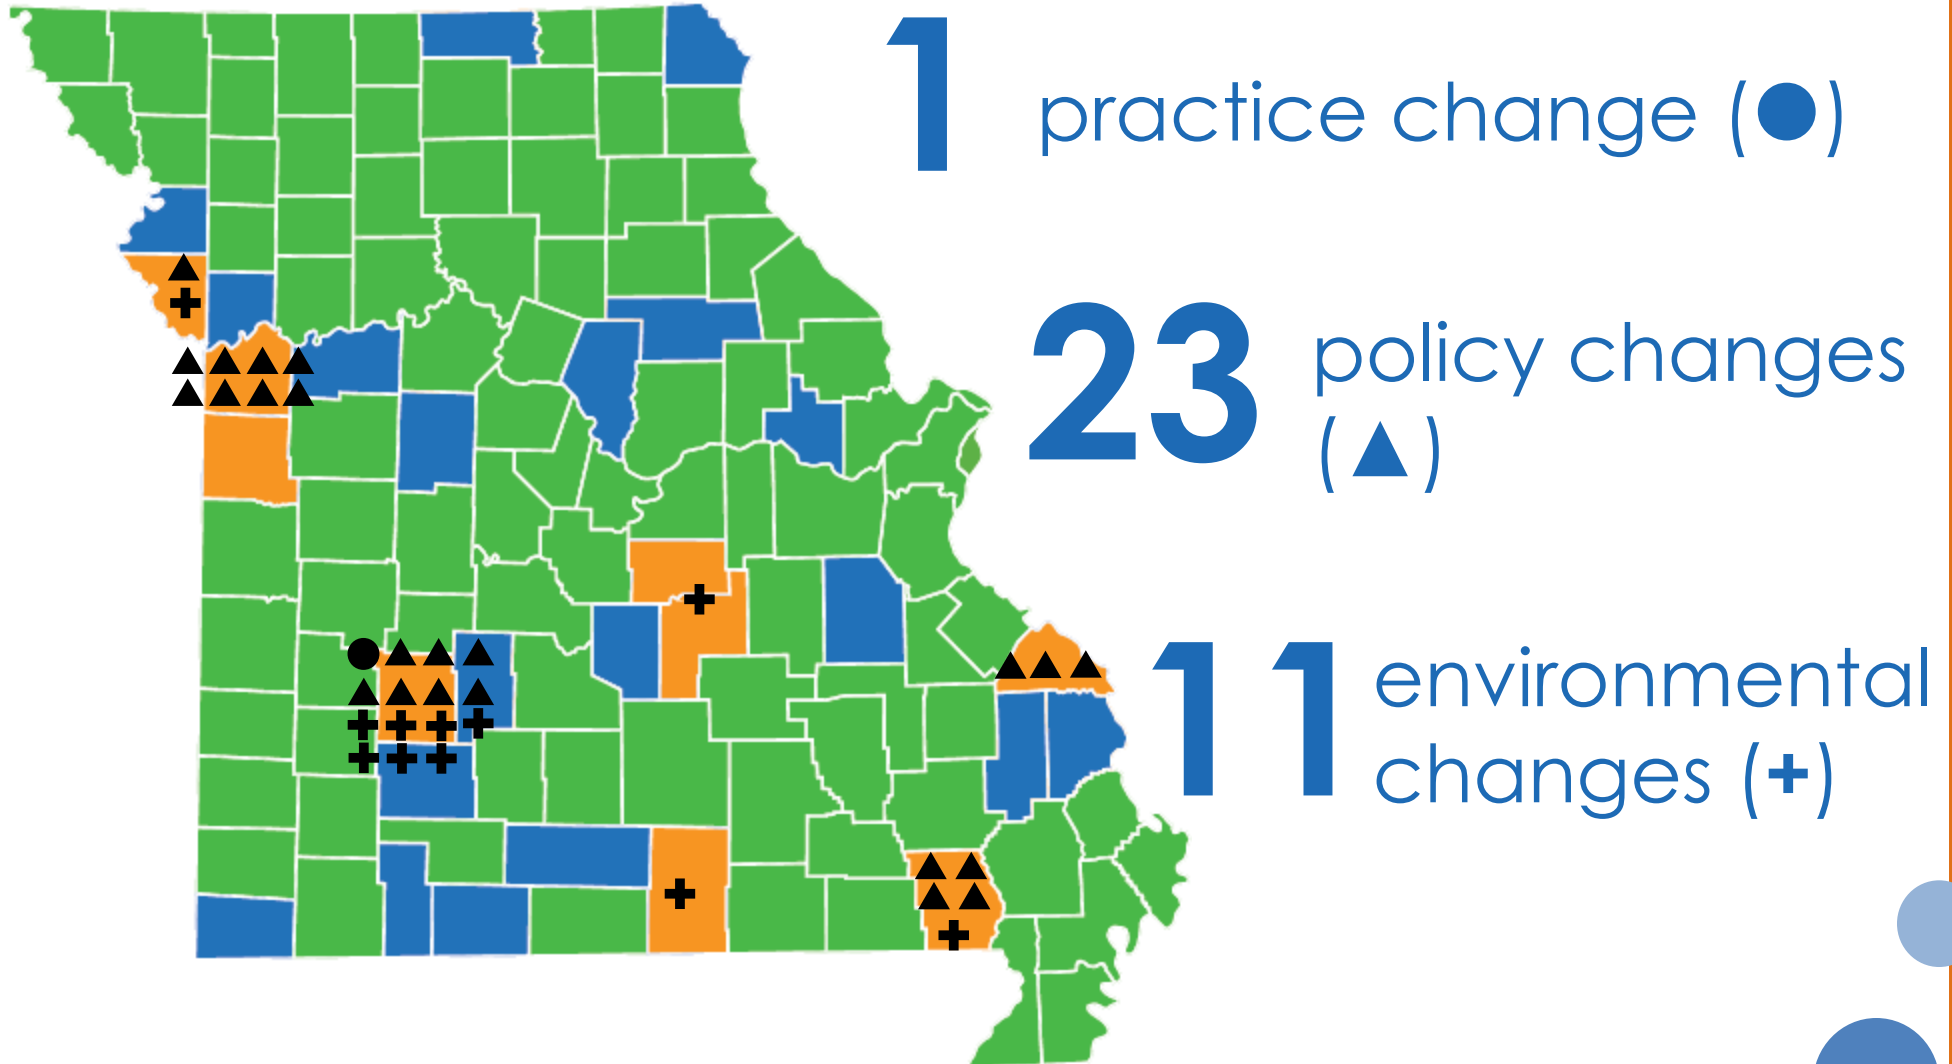 1 practice change (●)
23 policy changes
(▲)
11 environmental
changes (+)